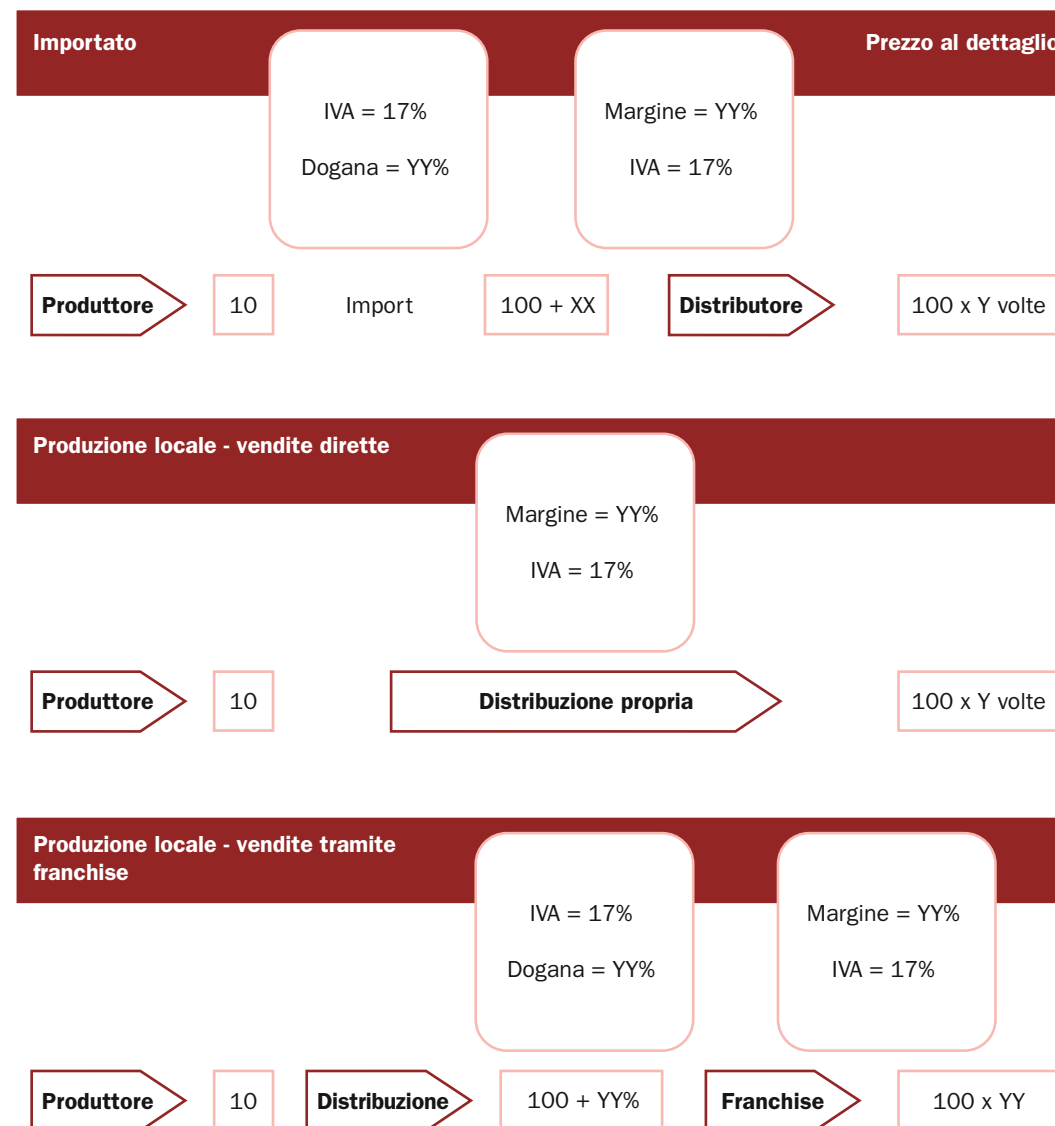 Importato
Prezzo al dettaglio
IVA = 17%
Dogana = YY%
Margine = YY%
IVA = 17%
Produttore
10
Import
100 + XX
Distributore
100 x Y volte
Produzione locale - vendite dirette
Margine = YY%
IVA = 17%
Produttore
10
Distribuzione propria
100 x Y volte
Produzione locale - vendite tramite
franchise
IVA = 17%
Dogana = YY%
Margine = YY%
IVA = 17%
Produttore
10
Distribuzione
100 + YY%
Franchise
100 x YY